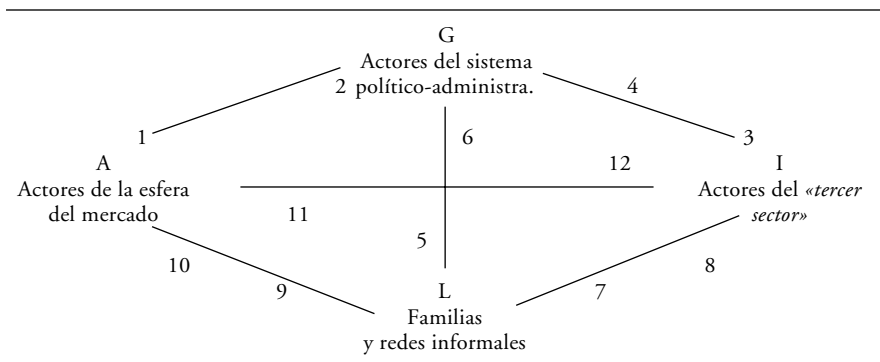 G
Actores del sistema
2 político-administra.
4
1
6
3
A
12
I
Actores de la esfera
del mercado
Actores del «tercer
sector»
11
5
10
8
9
L
7
Familias
y redes informales